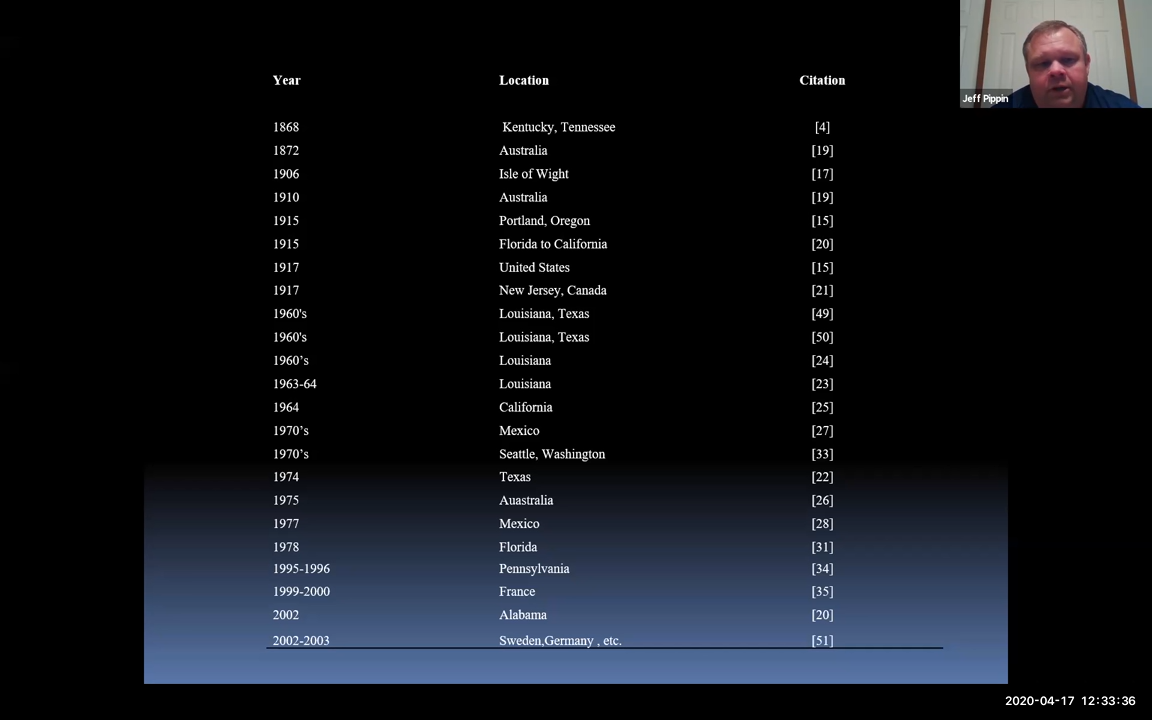 Jeff Pippin
Year Location Citation
1868 Kentucky, Tennessee [4]
1872 Australia [19]
1906 Isle of Wight [17]
1910 Australia [19]
1915 Portland, Oregon [15]
1915 Florida to California [20]
1917 United States [15]
1917 New Jersey, Canada [21]
1960's Louisiana, Texas [49]
1960's Louisiana, Texas [50]
1960’s Louisiana [24]
1963-64 Louisiana [23]
1964 California [25]
1970’s Mexico [27]
1970’s Seattle, Washington [33]
1974 Texas [22]
1975 Auastralia [26]
1977 Mexico [28]
1978 Florida [31]
1995-1996 Pennsylvania [34]
1999-2000 France [35]
2002 Alabama [20]
2002-2003 Sweden,Germany , etc. [51]
2020-04-17 12:33:36